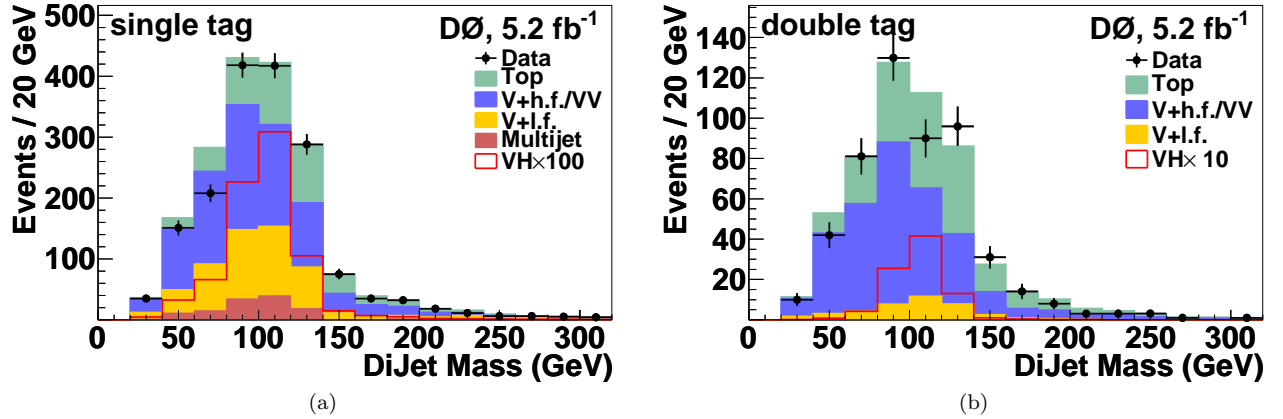 single tag
DØ, 5.2 fb⁻¹
Data
Top
V+h.f./VV
V+l.f.
Multijet
VH×100
Events / 20 GeV
500
400
300
200
100
0 50 100 150 200 250 300
DiJet Mass (GeV)
(a)
double tag
DØ, 5.2 fb⁻¹
Data
Top
V+h.f./VV
V+l.f.
VH× 10
Events / 20 GeV
140
120
100
80
60
40
20
0 50 100 150 200 250 300
DiJet Mass (GeV)
(b)